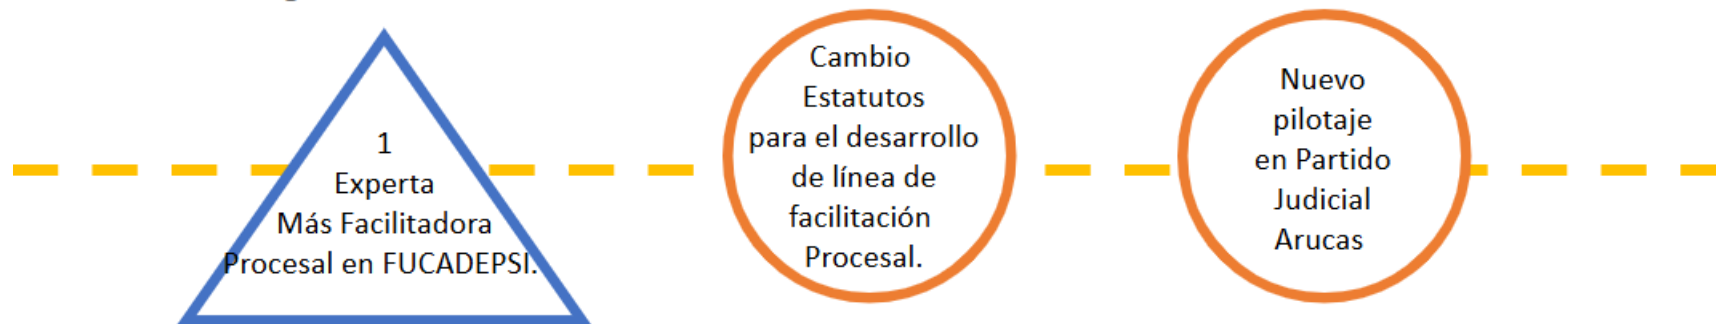 1
Experta
Más Facilitadora
Procesal en FUCADEPSI.
Cambio
Estatutos
para el desarrollo
de línea de
facilitación
Procesal.
Nuevo
pilotaje
en Partido
Judicial
Arucas